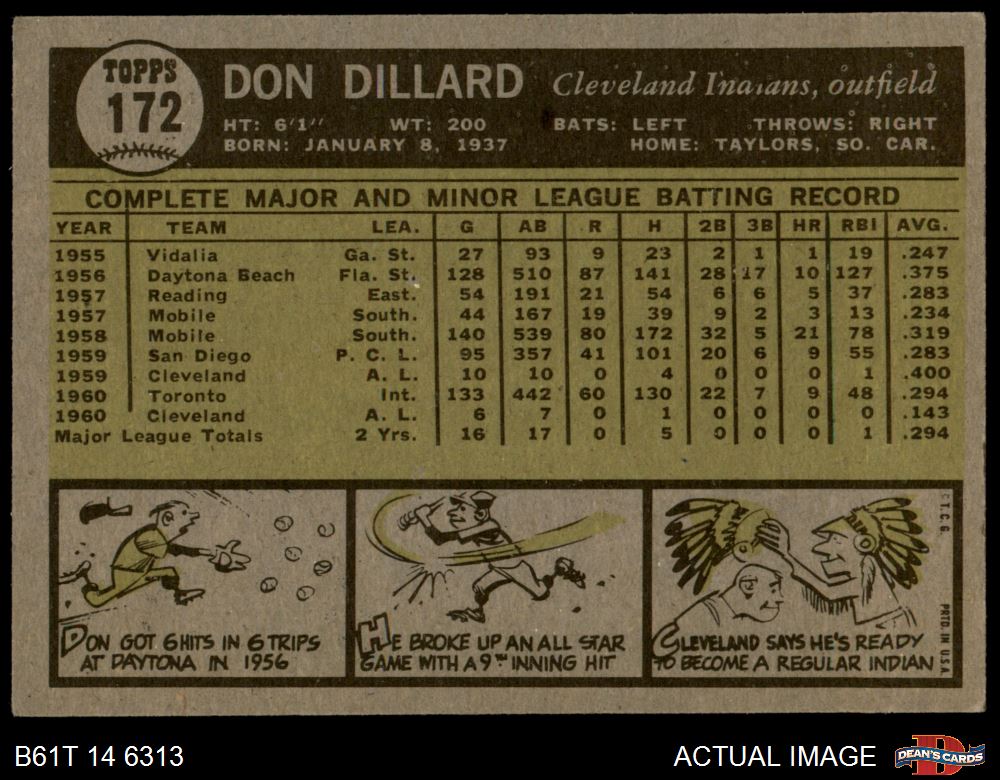 TOPPS
172
DON DILLARD Cleveland Indians, outfield
HT: 6'1" WT: 200 BATS: LEFT THROWS: RIGHT
BORN: JANUARY 8, 1937 HOME: TAYLORS, SO. CAR.
COMPLETE MAJOR AND MINOR LEAGUE BATTING RECORD
YEAR TEAM LEA. G AB R H 2B 3B HR RBI AVG.
1955 Vidalia Ga. St. 27 93 9 23 2 1 1 19 .247
1956 Daytona Beach Fla. St. 128 510 87 141 28 17 10 127 .375
1957 Reading East. 54 191 21 54 6 6 5 37 .283
1957 Mobile South. 44 167 19 39 9 2 3 13 .234
1958 Mobile South. 140 539 80 172 32 5 21 78 .319
1959 San Diego P. C. L. 95 357 41 101 20 6 9 55 .283
1959 Cleveland A. L. 10 10 0 4 0 0 0 1 .400
1960 Toronto Int. 133 442 60 130 22 7 9 48 .294
1960 Cleveland A. L. 6 7 0 1 0 0 0 0 .143
Major League Totals 2 Yrs. 16 17 0 5 0 0 0 1 .294
DON GOT 6 HITS IN 6 TRIPS
AT DAYTONA IN 1956
HE BROKE UP AN ALL STAR
GAME WITH A 9TH INNING HIT
CLEVELAND SAYS HE'S READY
TO BECOME A REGULAR INDIAN
© T.C.G.
PRTD. IN U.S.A.
B61T 14 6313
ACTUAL IMAGE
D
DEAN'S CARDS